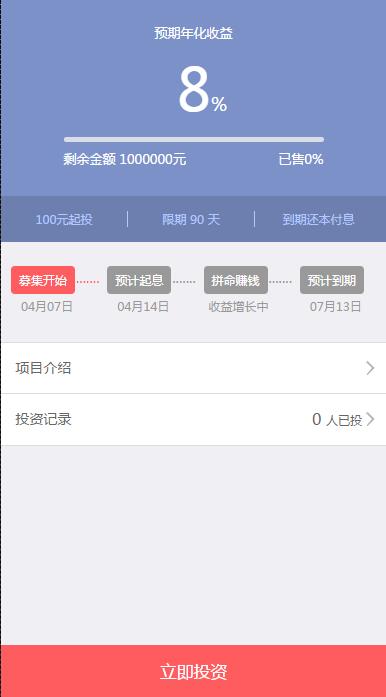 预期年化收益
8%
剩余金额 1000000元 已售0%
100元起投 限期 90 天 到期还本付息
募集开始 预计起息 拼命赚钱 预计到期
04月07日 04月14日 收益增长中 07月13日
项目介绍
投资记录 0 人已投
立即投资